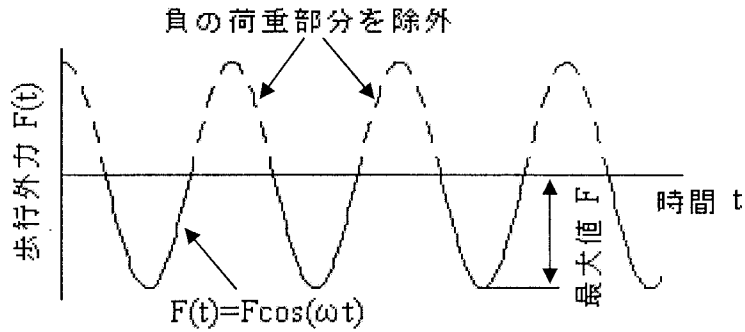 負の荷重部分を除外
歩行外力 F(t)
時間 t
最大値 F
F(t)=Fcos(ωt)